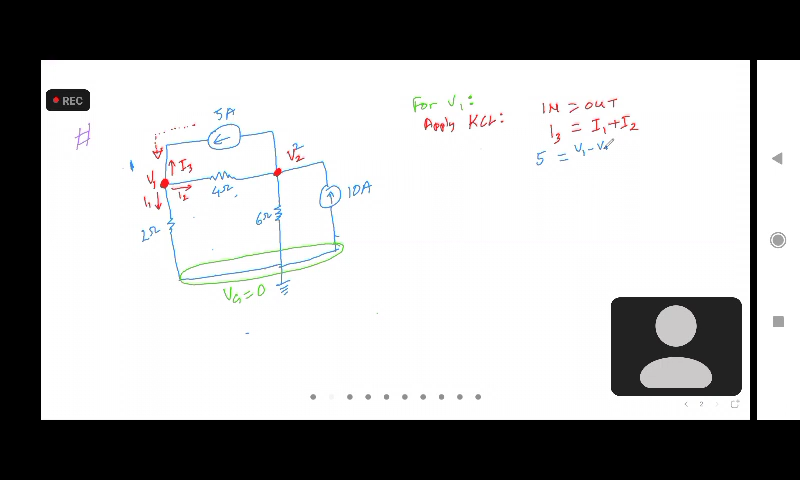 REC
#
For V1:
Apply KCL:
IN = OUT
I3 = I1 + I2
5 = V1 - V
5A
V1
I3
I2
I1
4Ω
V2
10A
6Ω
2Ω
VG = 0
2